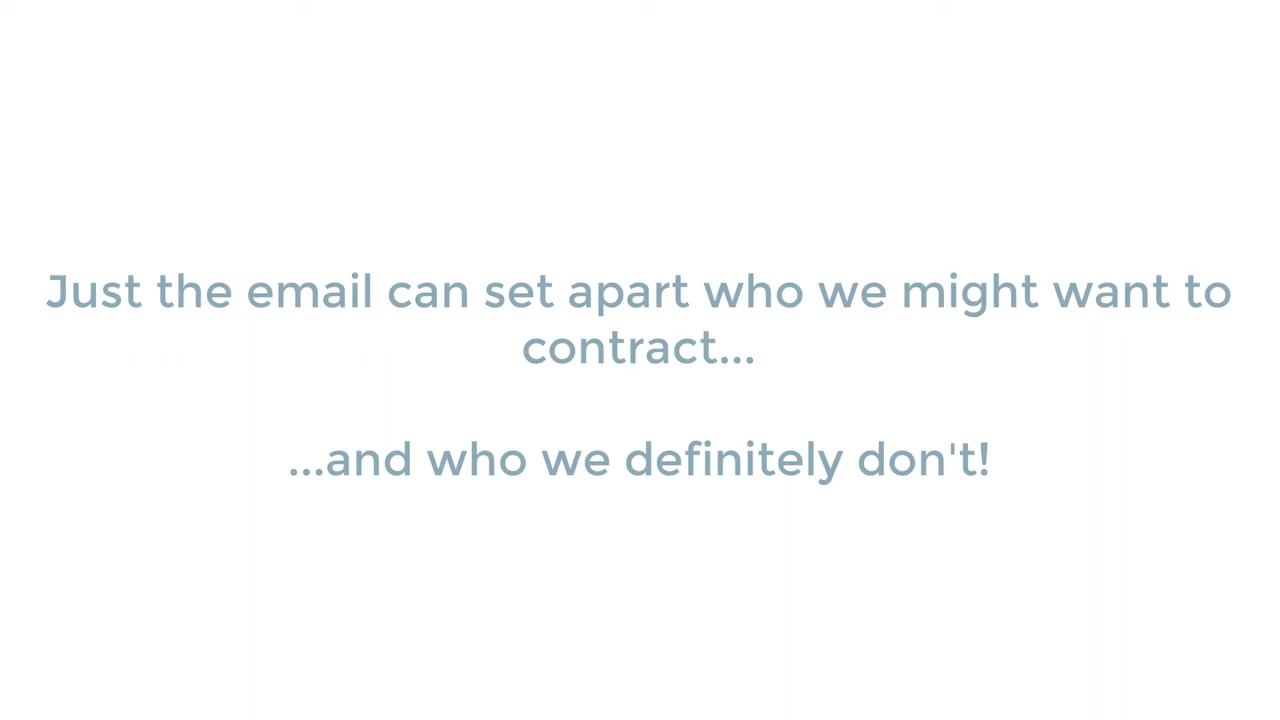 Just the email can set apart who we might want to
contract...
...and who we definitely don't!